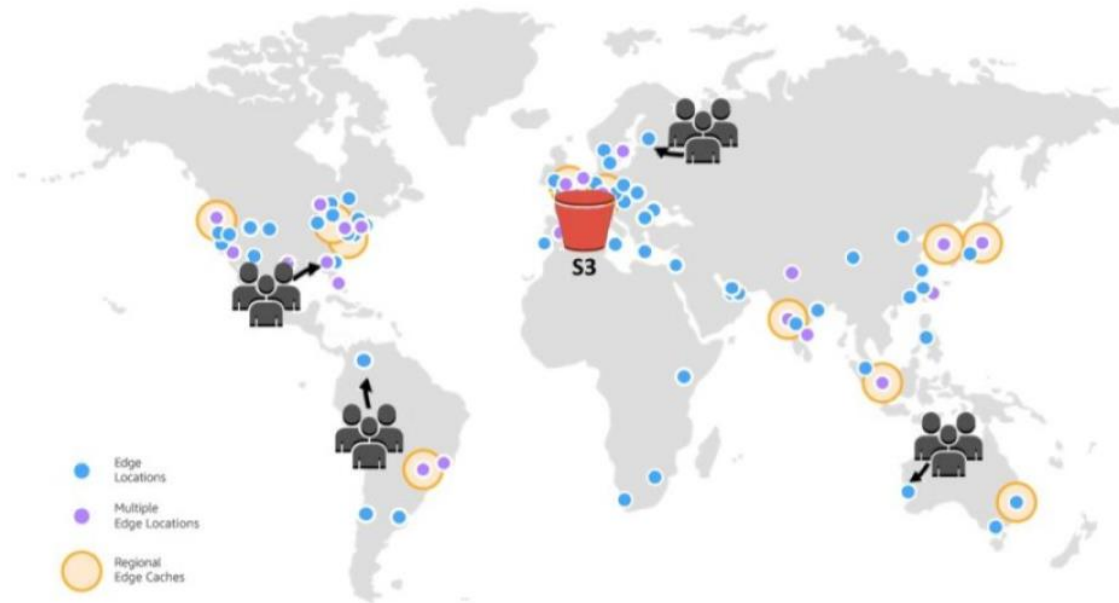 S3
Edge
Locations
Multiple
Edge Locations
Regional
Edge Caches